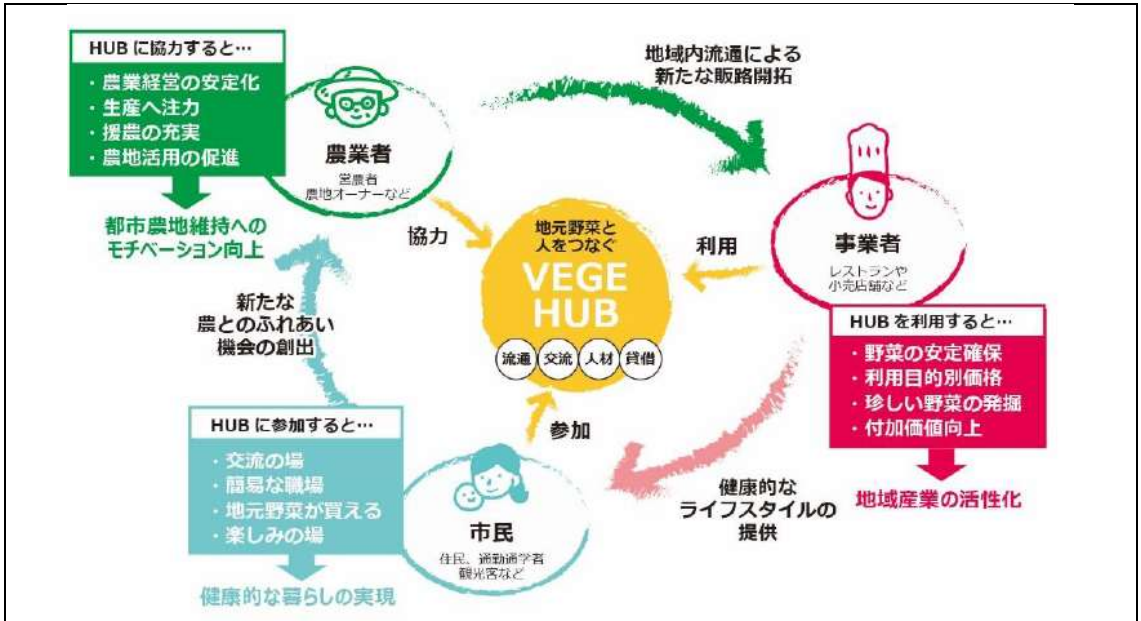 HUB に協力すると…
・農業経営の安定化
・生産へ注力
・援農の充実
・農地活用の促進
都市農地維持への
モチベーション向上
農業者
営農者
農地オーナーなど
地域内流通による
新たな販路開拓
協力
地元野菜と
人をつなぐ
VEGE
HUB
流通
交流
人材
貸借
利用
事業者
レストランや
小売店舗など
HUB を利用すると…
・野菜の安定確保
・利用目的別価格
・珍しい野菜の発掘
・付加価値向上
地域産業の活性化
新たな
農とのふれあい
機会の創出
HUB に参加すると…
・交流の場
・簡易な職場
・地元野菜が買える
・楽しみの場
健康的な暮らしの実現
参加
市民
住民、通勤通学者
観光客など
健康的な
ライフスタイルの
提供